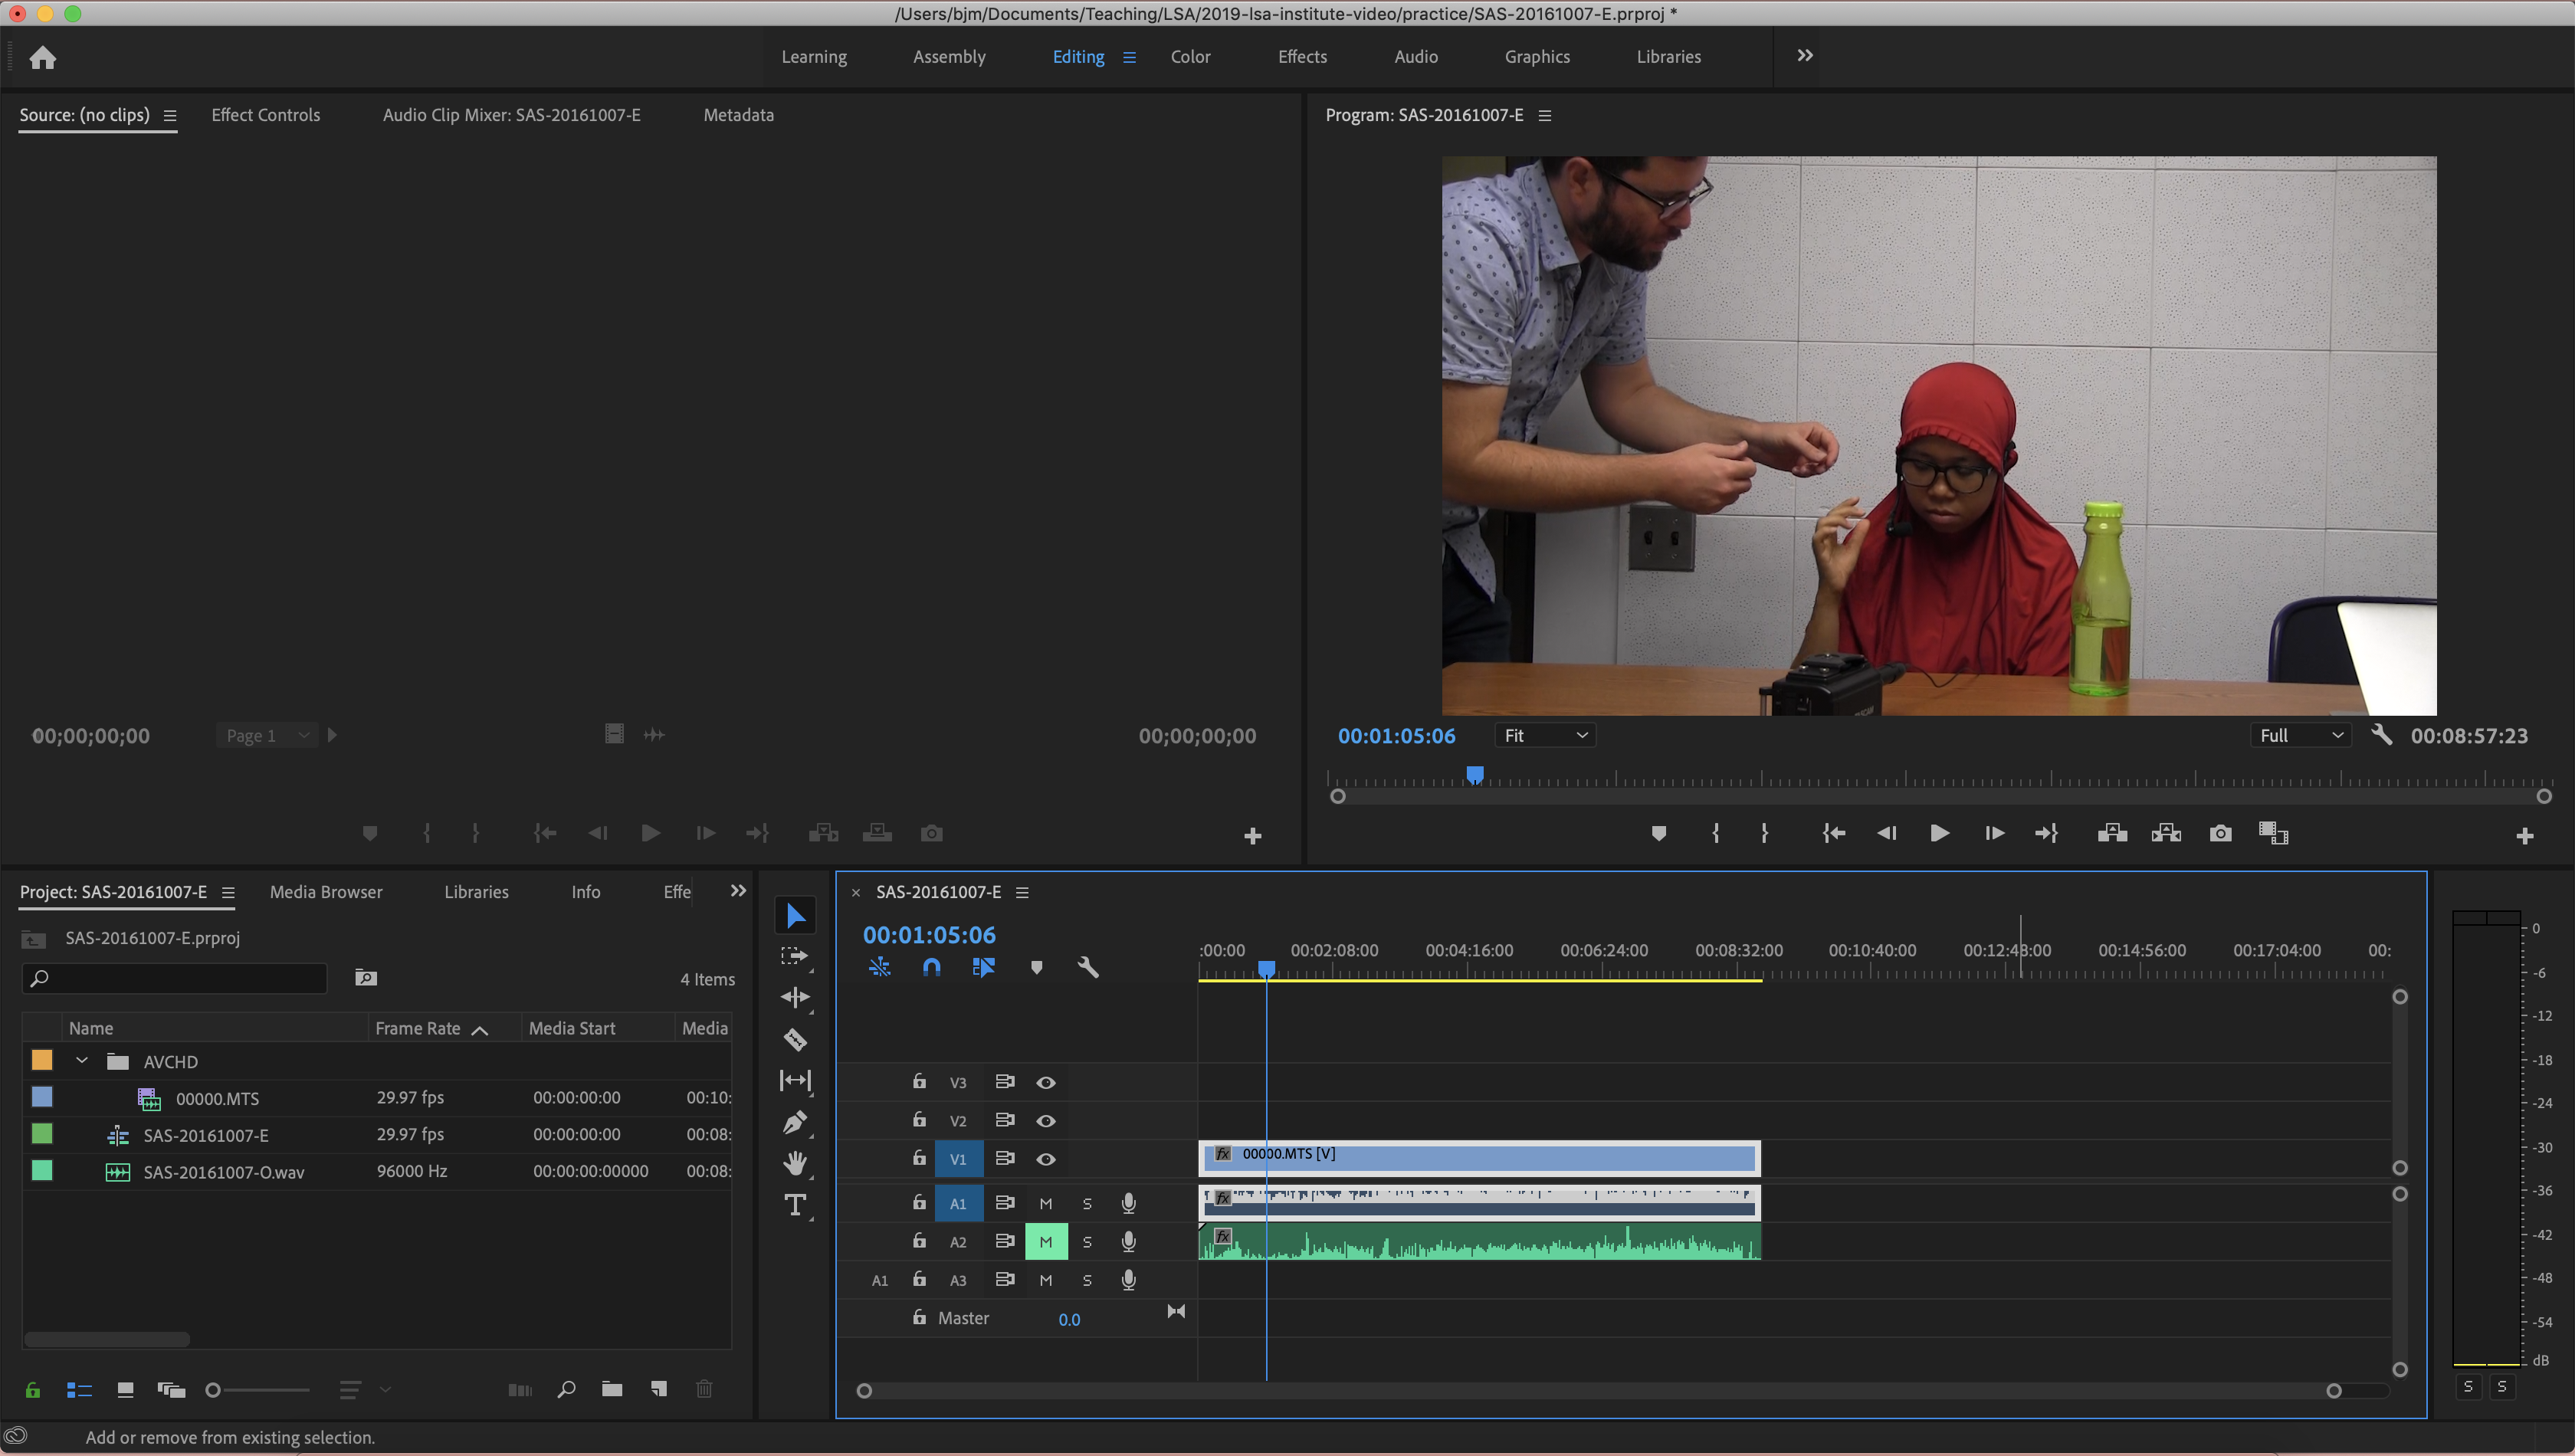 /Users/bjm/Documents/Teaching/LSA/2019-lsa-institute-video/practice/SAS-20161007-E.prproj *
Learning Assembly Editing Color Effects Audio Graphics Libraries
Source: (no clips) Effect Controls Audio Clip Mixer: SAS-20161007-E Metadata
Program: SAS-20161007-E
00;00;00;00 Page 1 00;00;00;00
00:01:05:06 Fit Full 00:08:57:23
Project: SAS-20161007-E Media Browser Libraries Info Effe
SAS-20161007-E.prproj
4 Items
Name Frame Rate Media Start Media
AVCHD
00000.MTS 29.97 fps 00:00:00:00 00:10:
SAS-20161007-E 29.97 fps 00:00:00:00 00:08:
SAS-20161007-O.wav 96000 Hz 00:00:00:00000 00:08:
SAS-20161007-E
00:01:05:06
:00:00 00:02:08:00 00:04:16:00 00:06:24:00 00:08:32:00 00:10:40:00 00:12:48:00 00:14:56:00 00:17:04:00 00:
V3
V2
V1 fx 00000.MTS [V]
A1 M S fx
A2 M S fx
A1 A3 M S
Master 0.0
0
-6
-12
-18
-24
-30
-36
-42
-48
-54
dB
S S
Add or remove from existing selection.